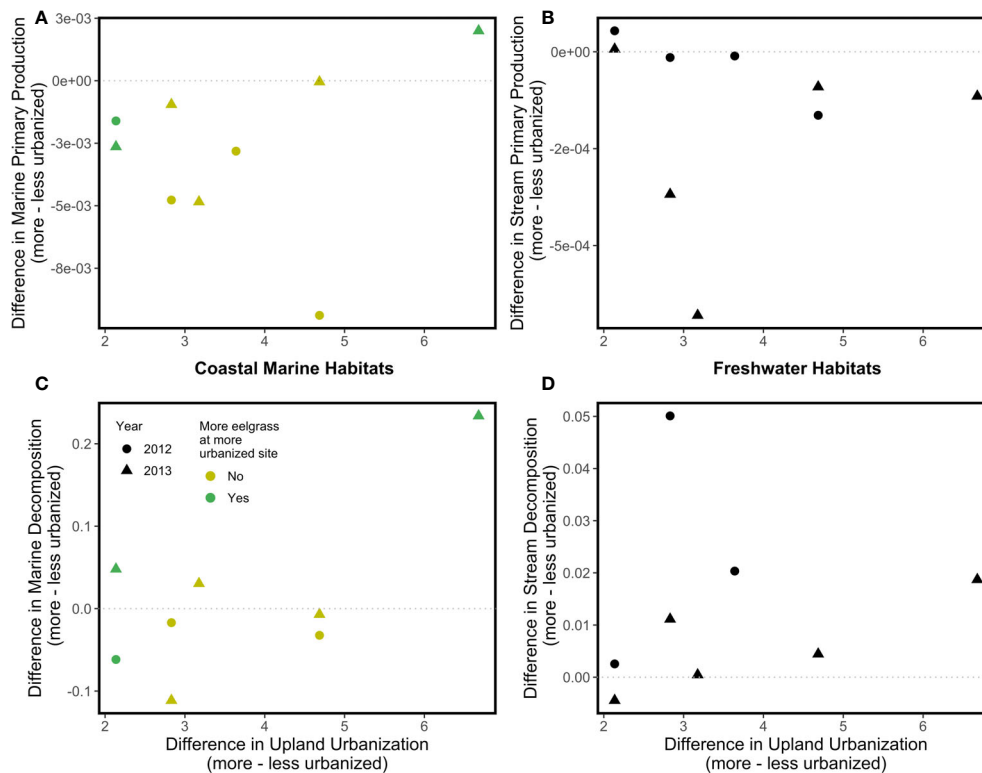 A
Difference in Marine Primary Production
(more - less urbanized)
3e-03
0e+00
-3e-03
-5e-03
-8e-03
2 3 4 5 6
Coastal Marine Habitats
B
Difference in Stream Primary Production
(more - less urbanized)
0e+00
-2e-04
-5e-04
2 3 4 5 6
Freshwater Habitats
C
Difference in Marine Decomposition
(more - less urbanized)
0.2
0.1
0.0
-0.1
Year
2012
2013
More eelgrass
at more
urbanized site
No
Yes
2 3 4 5 6
Difference in Upland Urbanization
(more - less urbanized)
D
Difference in Stream Decomposition
(more - less urbanized)
0.05
0.04
0.03
0.02
0.01
0.00
2 3 4 5 6
Difference in Upland Urbanization
(more - less urbanized)